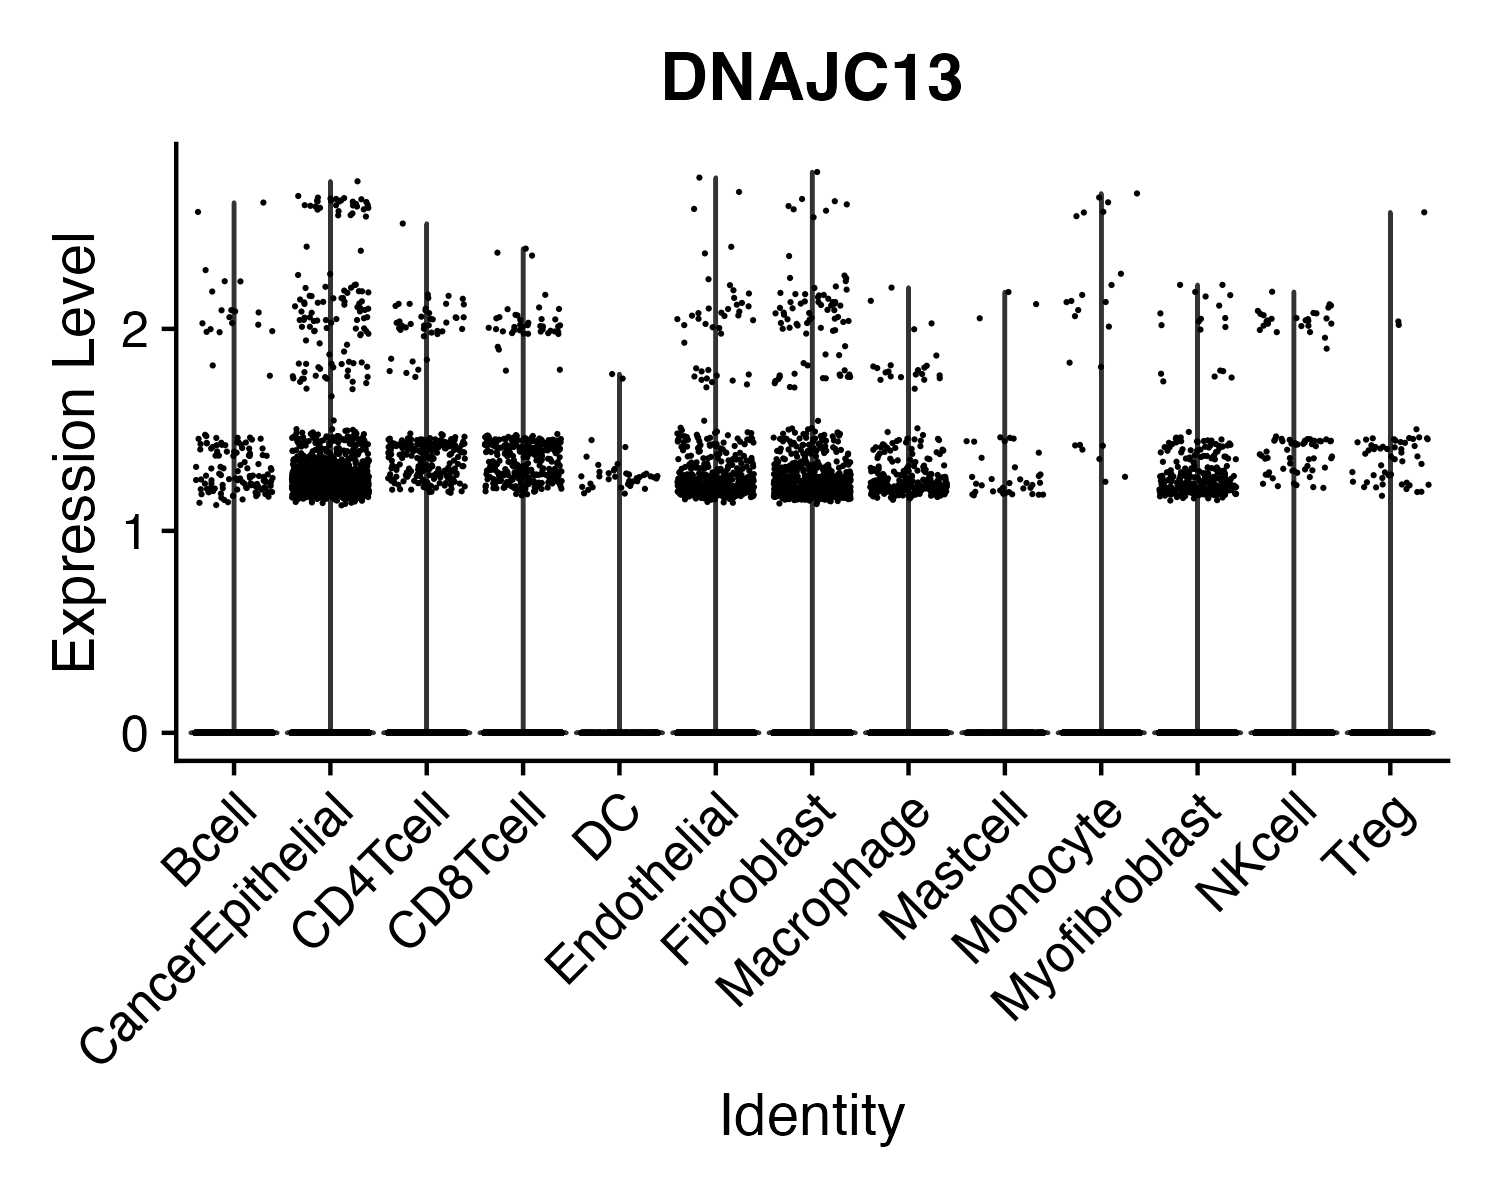 DNAJC13
Expression Level
2
1
0
Bcell
CancerEpithelial
CD4Tcell
CD8Tcell
DC
Endothelial
Fibroblast
Macrophage
Mastcell
Monocyte
Myofibroblast
NKcell
Treg
Identity